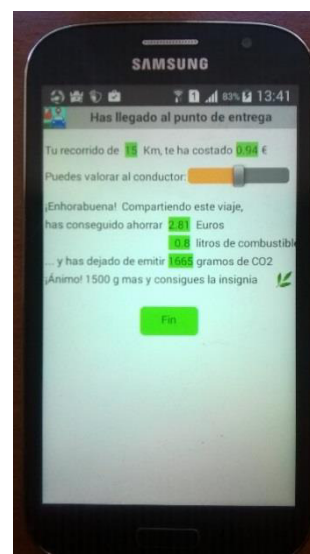 SAMSUNG
1 83% 13:41
Has llegado al punto de entrega
Tu recorrido de 15 Km, te ha costado 0.94 €
Puedes valorar al conductor:
¡Enhorabuena! Compartiendo este viaje,
has conseguido ahorrar 2.81 Euros
0.8 litros de combustible
... y has dejado de emitir 1665 gramos de CO2
¡Ánimo! 1500 g mas y consigues la insignia
Fin